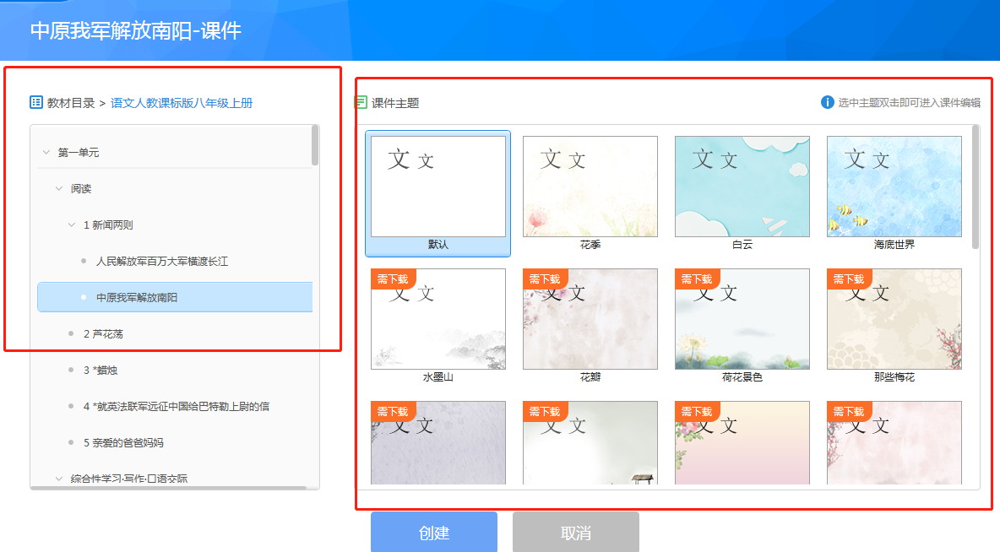 中原我军解放南阳-课件
教材目录 > 语文人教课标版八年级上册
第一单元
阅读
1 新闻两则
人民解放军百万大军横渡长江
中原我军解放南阳
2 芦花荡
3 *蜡烛
4 *就英法联军远征中国给巴特勒上尉的信
5 亲爱的爸爸妈妈
综合性学习·写作·口语交际
课件主题
选中主题双击即可进入课件编辑
文 文
文 文
文 文
文 文
默认
花季
白云
海底世界
需下载
文 文
需下载
文 文
需下载
文 文
需下载
文 文
水墨山
花瓣
荷花景色
那些梅花
需下载
文 文
需下载
文 文
需下载
文 文
需下载
文 文
创建
取消